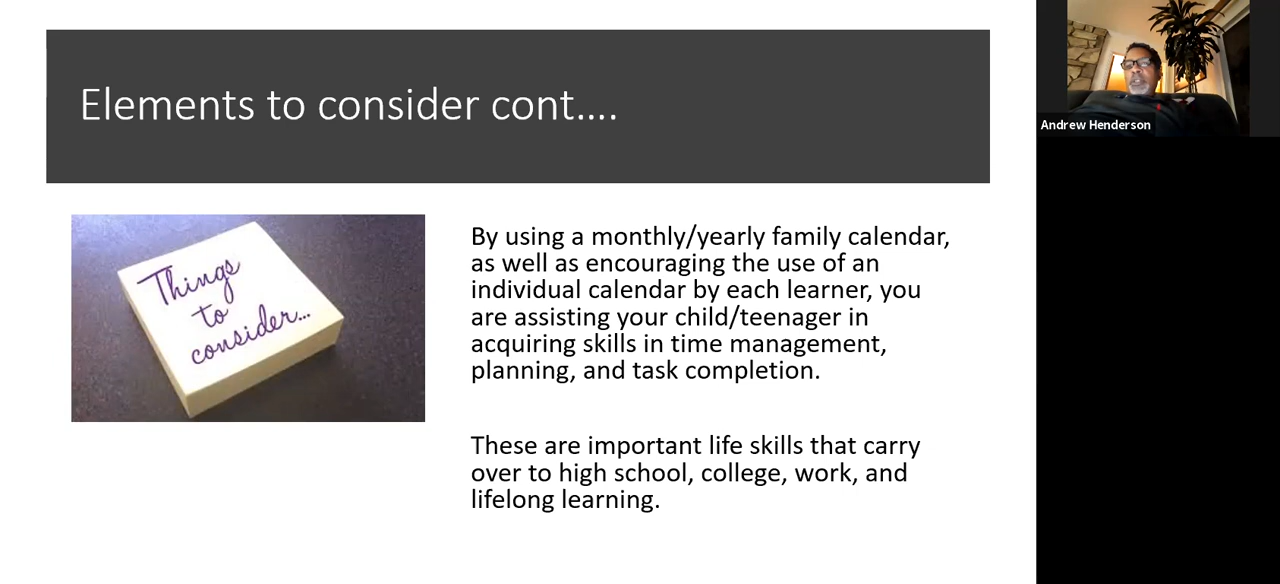 Elements to consider cont....
Things
to
consider...
By using a monthly/yearly family calendar,
as well as encouraging the use of an
individual calendar by each learner, you
are assisting your child/teenager in
acquiring skills in time management,
planning, and task completion.
These are important life skills that carry
over to high school, college, work, and
lifelong learning.
Andrew Henderson